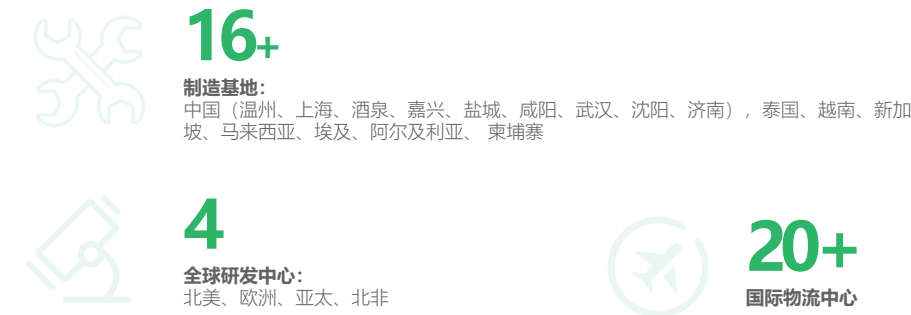 16+
制造基地：
中国（温州、上海、酒泉、嘉兴、盐城、咸阳、武汉、沈阳、济南），泰国、越南、新加
坡、马来西亚、埃及、阿尔及利亚、 柬埔寨
4
全球研发中心：
北美、欧洲、亚太、北非
20+
国际物流中心